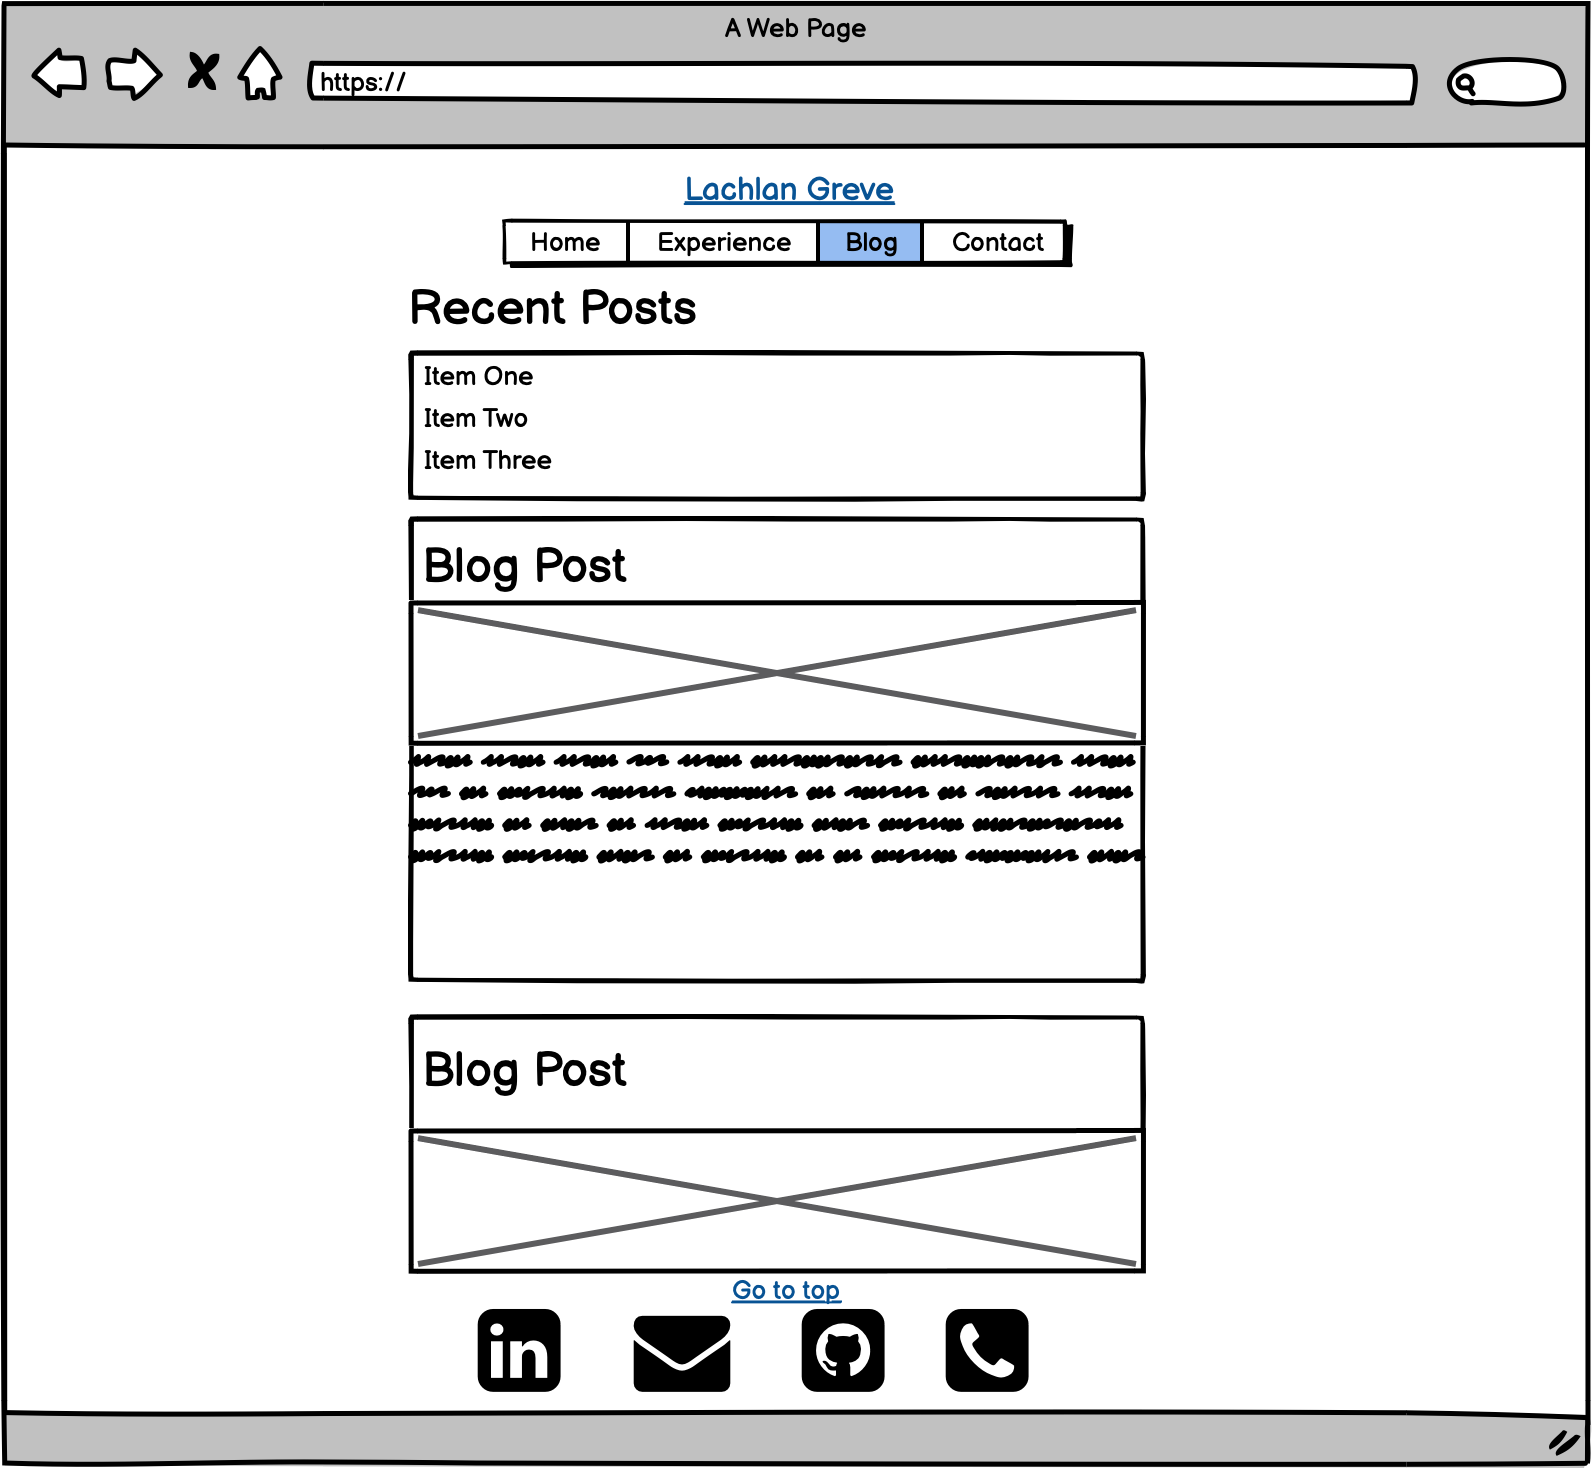 A Web Page
https://
Lachlan Greve
Home Experience Blog Contact
Recent Posts
Item One
Item Two
Item Three
Blog Post
Blog Post
Go to top
in